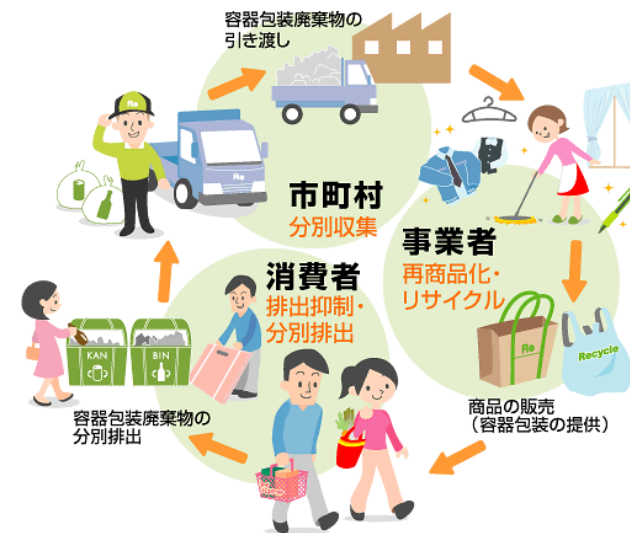 容器包装廃棄物の
引き渡し
Re
Re
市町村
分別収集
事業者
再商品化・
リサイクル
消費者
排出抑制・
分別排出
KAN
BIN
Re
Recycle
容器包装廃棄物の
分別排出
商品の販売
（容器包装の提供）